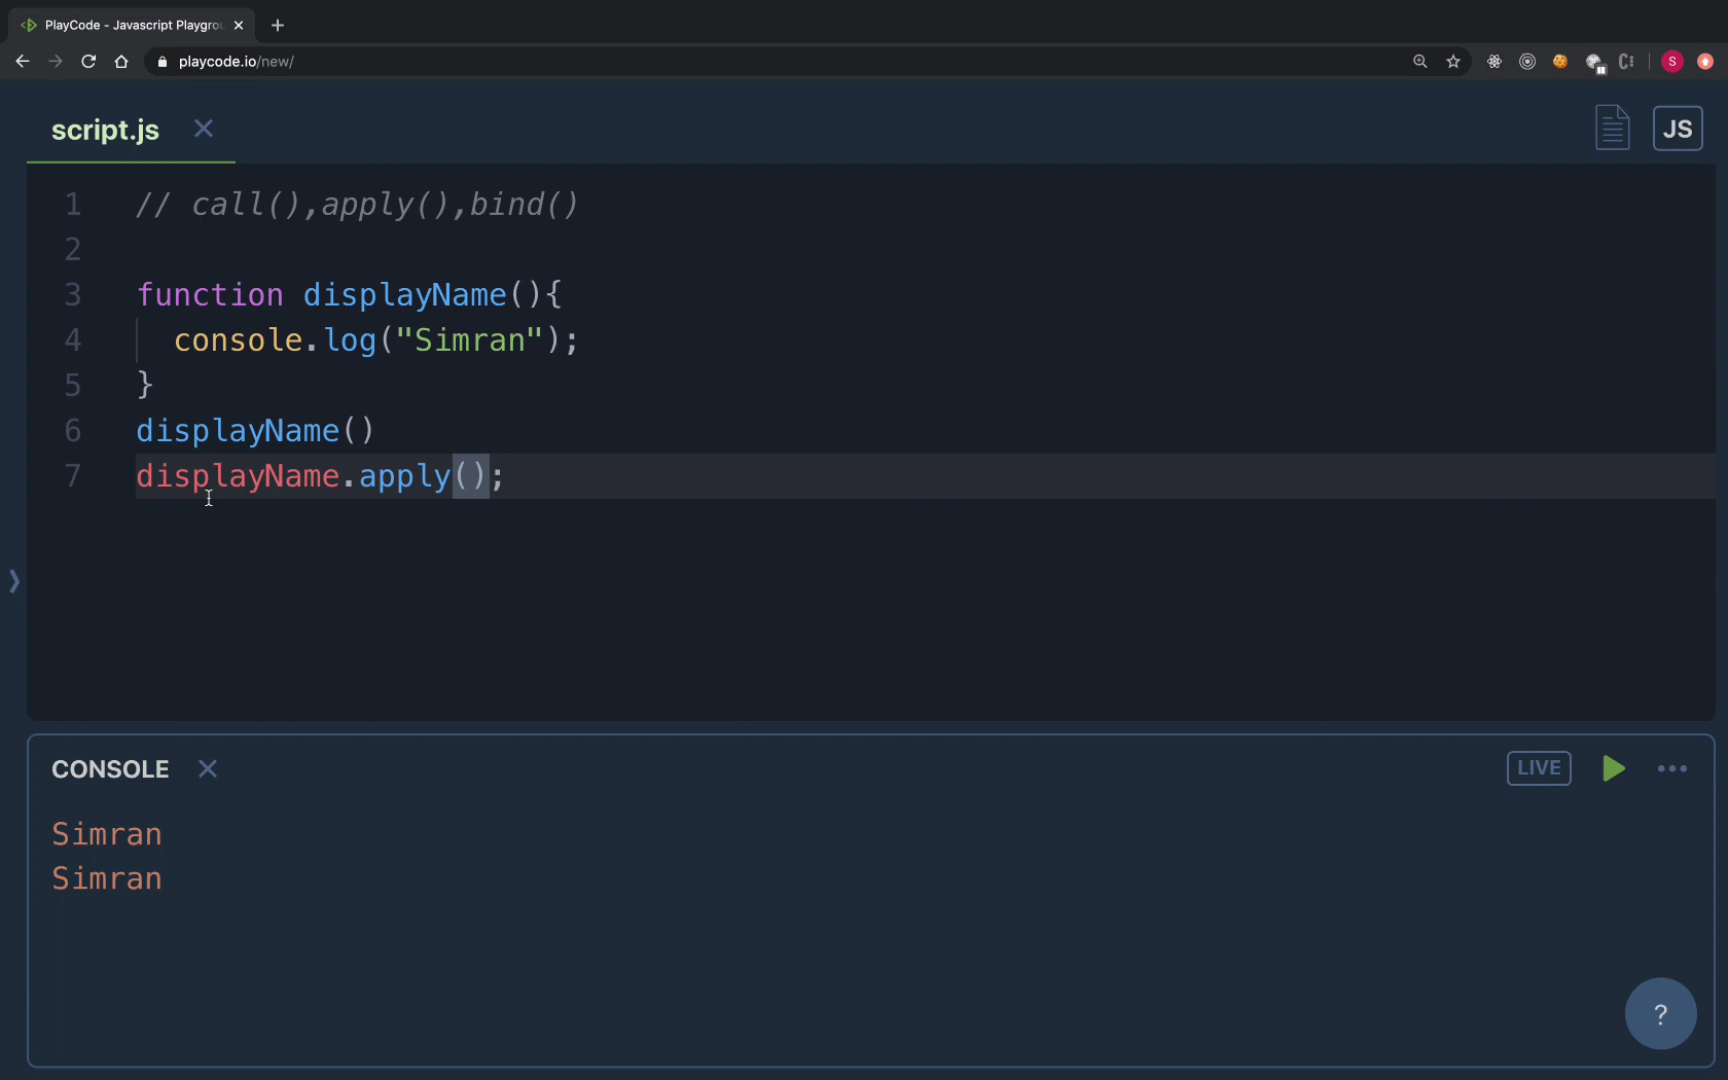 PlayCode - Javascript Playgrou
playcode.io/new/
S
script.js
JS
1 // call(),apply(),bind()
2
3 function displayName(){
4 console.log("Simran");
5 }
6 displayName()
7 displayName.apply();
CONSOLE
LIVE
Simran
Simran
?